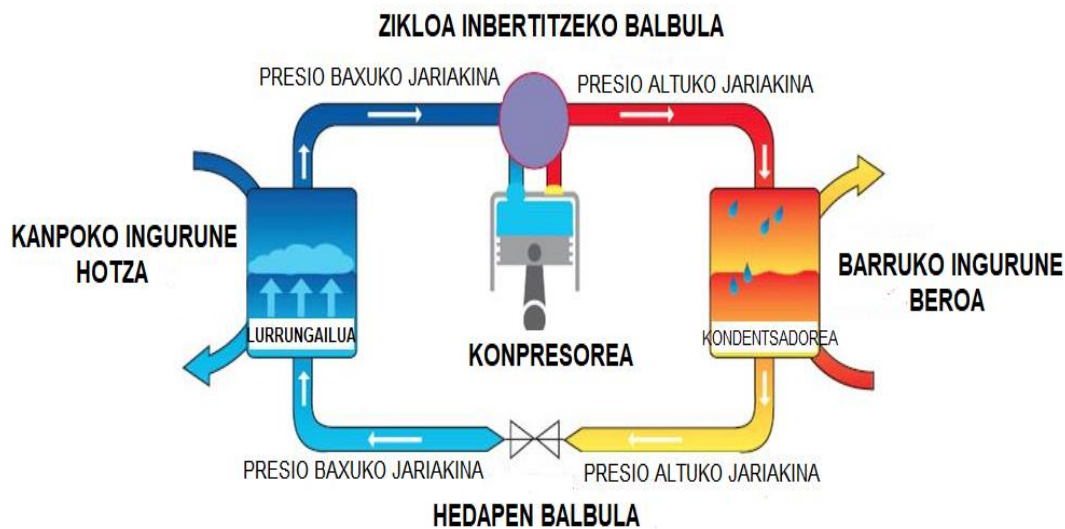 ZIKLOA INBERTITZEKO BALBULA
PRESIO BAXUKO JARIAKINA
PRESIO ALTUKO JARIAKINA
KANPOKO INGURUNE
HOTZA
LURRUNGAILUA
KONPRESOREA
KONDENTSADOREA
BARRUKO INGURUNE
BEROA
PRESIO BAXUKO JARIAKINA
PRESIO ALTUKO JARIAKINA
HEDAPEN BALBULA